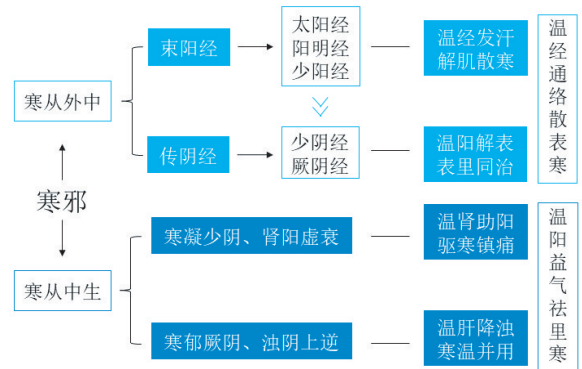 束阳经
太阳经
阳明经
少阳经
温经发汗
解肌散寒
温经通络散表寒
寒从外中
传阴经
少阴经
厥阴经
温阳解表
表里同治
寒邪
寒从中生
寒凝少阴、肾阳虚衰
温肾助阳
驱寒镇痛
温阳益气祛里寒
寒郁厥阴、浊阴上逆
温肝降浊
寒温并用